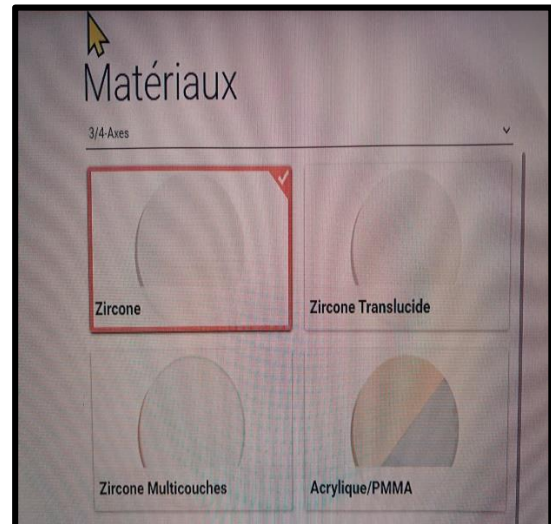 Matériaux
3/4-Axes
Zircone
Zircone Translucide
Zircone Multicouches
Acrylique/PMMA